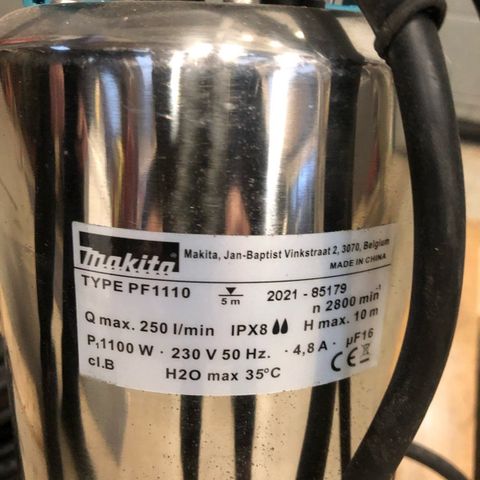 makita
Makita, Jan-Baptist Vinkstraat 2, 3070, Belgium
MADE IN CHINA
TYPE PF1110 5 m 2021 - 85179
n 2800 min⁻¹
Q max. 250 l/min IPX8 H max. 10 m
P₁1100 W · 230 V 50 Hz. · 4,8 A · µF16
cl.B H2O max 35°C CE